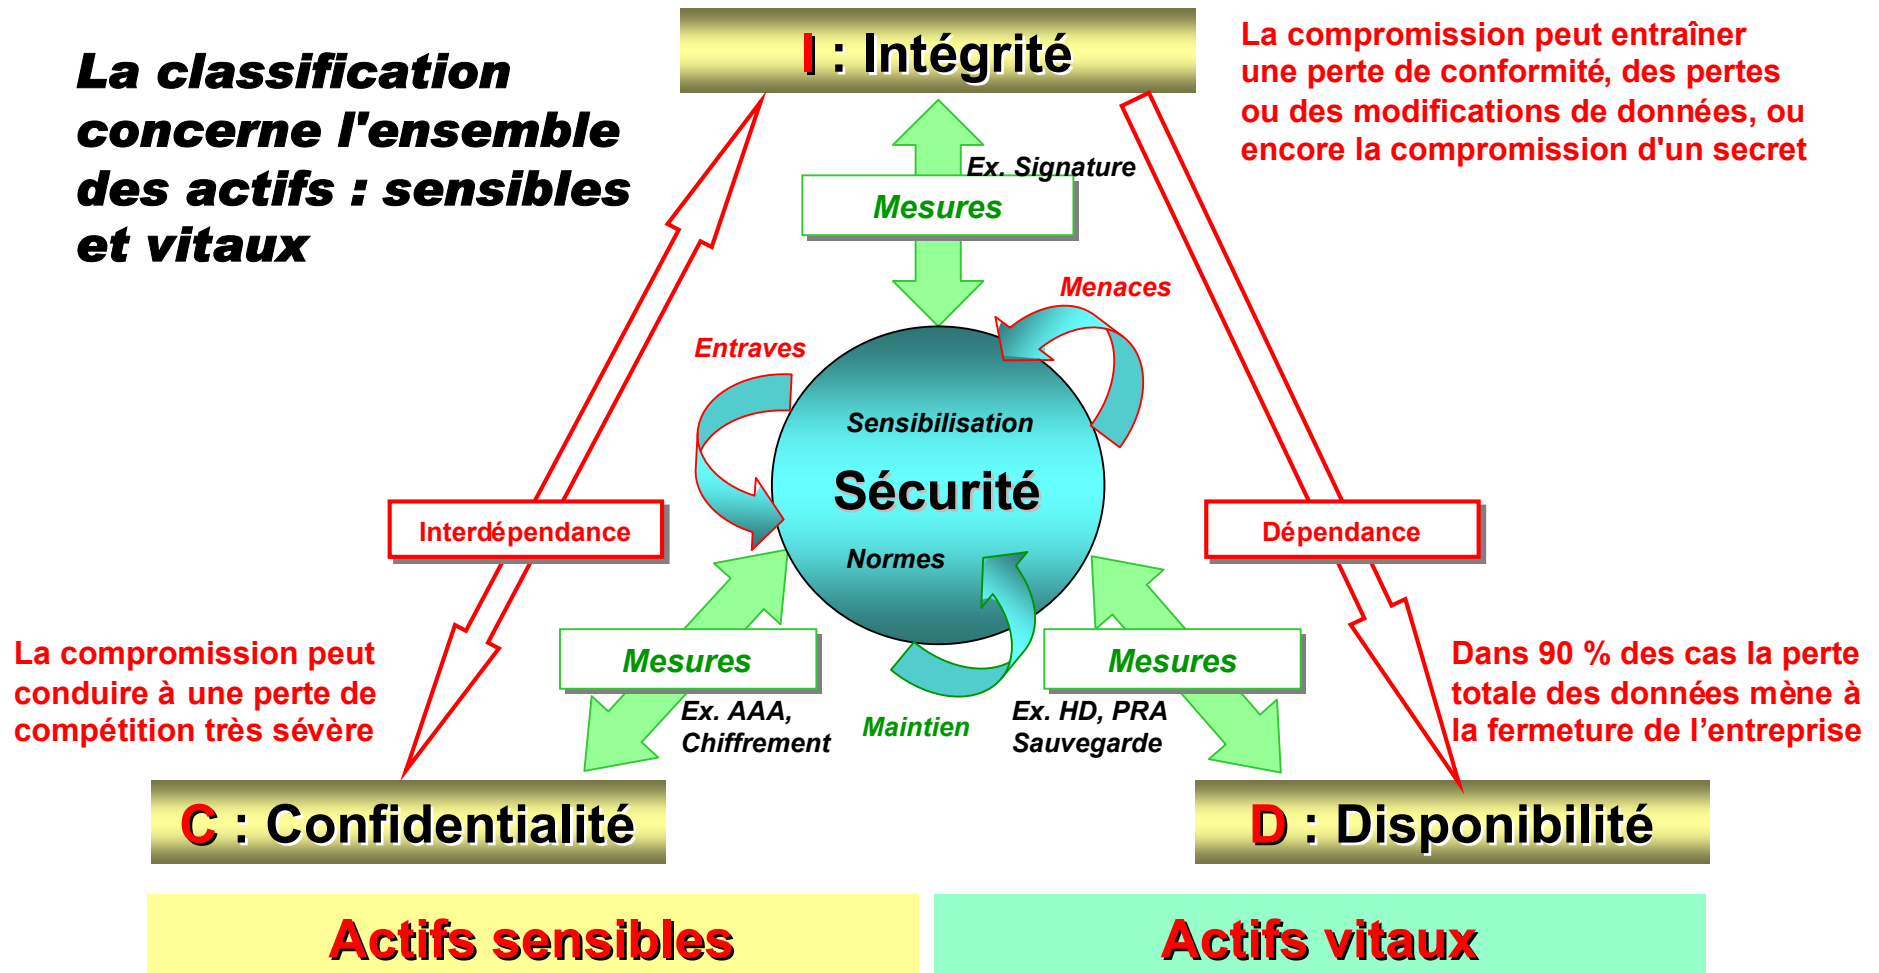 La classification
concerne l'ensemble
des actifs : sensibles
et vitaux
I : Intégrité
La compromission peut entraîner
une perte de conformité, des pertes
ou des modifications de données, ou
encore la compromission d'un secret
Ex. Signature
Mesures
Menaces
Entraves
Sensibilisation
Sécurité
Normes
Interdépendance
Dépendance
La compromission peut
conduire à une perte de
compétition très sévère
Mesures
Ex. AAA,
Chiffrement
Maintien
Mesures
Ex. HD, PRA
Sauvegarde
Dans 90 % des cas la perte
totale des données mène à
la fermeture de l’entreprise
C : Confidentialité
D : Disponibilité
Actifs sensibles
Actifs vitaux